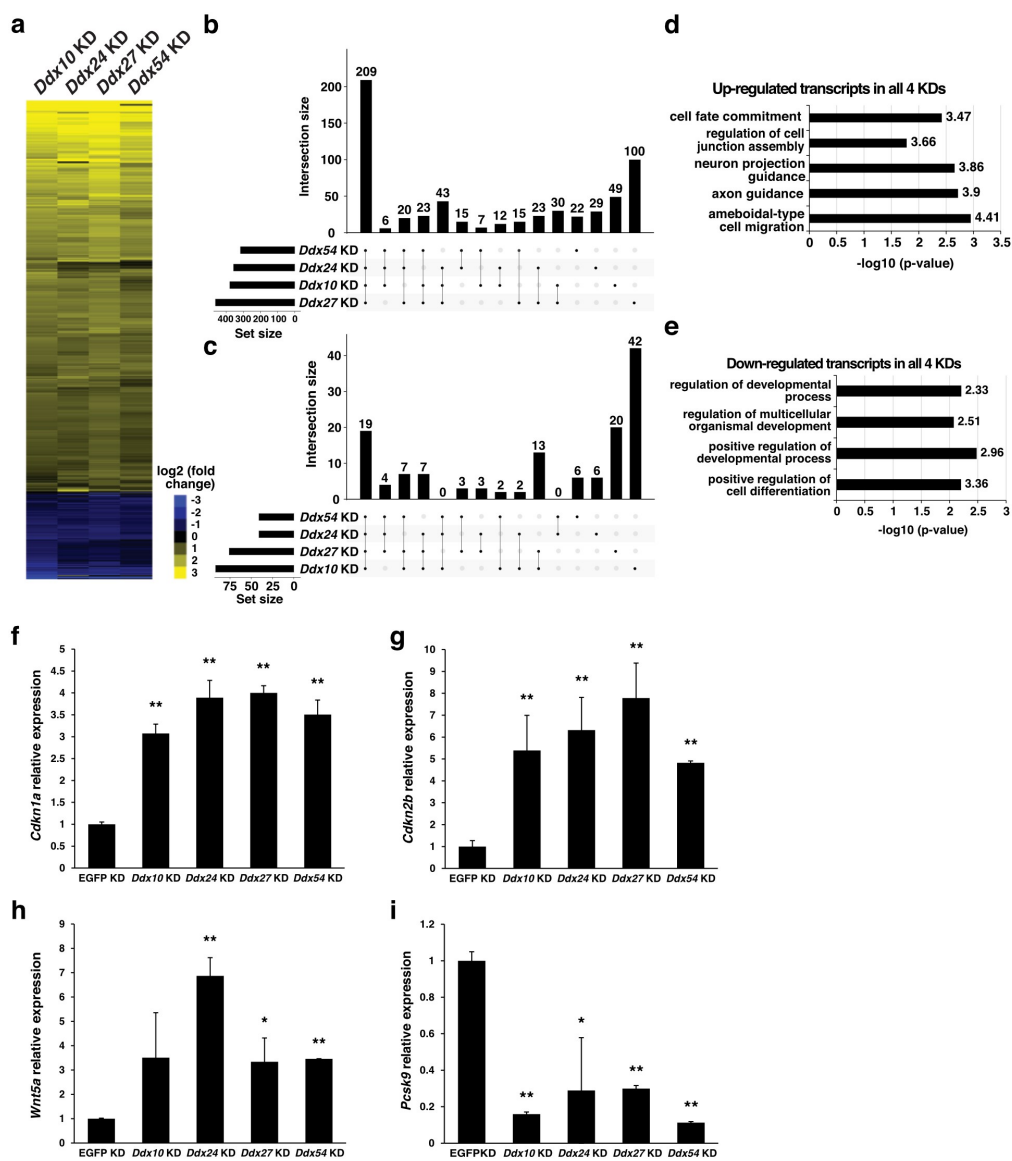 a
Ddx10 KD
Ddx24 KD
Ddx27 KD
Ddx54 KD
log2 (fold
change)
-3
-2
-1
0
1
2
3
b
Intersection size
200
150
100
50
0
209
6
20
23
43
15
7
12
15
23
30
22
29
49
100
Ddx54 KD
Ddx24 KD
Ddx10 KD
Ddx27 KD
400 300 200 100 0
Set size
c
Intersection size
40
30
20
10
0
19
4
7
7
0
3
3
2
2
13
0
6
6
20
42
Ddx54 KD
Ddx24 KD
Ddx27 KD
Ddx10 KD
75 50 25 0
Set size
d
Up-regulated transcripts in all 4 KDs
cell fate commitment
3.47
regulation of cell
junction assembly
3.66
neuron projection
guidance
3.86
axon guidance
3.9
ameboidal-type
cell migration
4.41
0 0.5 1 1.5 2 2.5 3 3.5
-log10 (p-value)
e
Down-regulated transcripts in all 4 KDs
regulation of developmental
process
2.33
regulation of multicellular
organismal development
2.51
positive regulation of
developmental process
2.96
positive regulation of
cell differentiation
3.36
0 0.5 1 1.5 2 2.5 3
-log10 (p-value)
f
Cdkn1a relative expression
5
4.5
4
3.5
3
2.5
2
1.5
1
0.5
0
**
**
**
**
EGFP KD Ddx10 KD Ddx24 KD Ddx27 KD Ddx54 KD
g
Cdkn2b relative expression
10
9
8
7
6
5
4
3
2
1
0
**
**
**
**
EGFP KD Ddx10 KD Ddx24 KD Ddx27 KD Ddx54 KD
h
Wnt5a relative expression
9
8
7
6
5
4
3
2
1
0
**
*
**
EGFP KD Ddx10 KD Ddx24 KD Ddx27 KD Ddx54 KD
i
Pcsk9 relative expression
1.2
1
0.8
0.6
0.4
0.2
0
**
*
**
**
EGFPKD Ddx10 KD Ddx24 KD Ddx27 KD Ddx54 KD